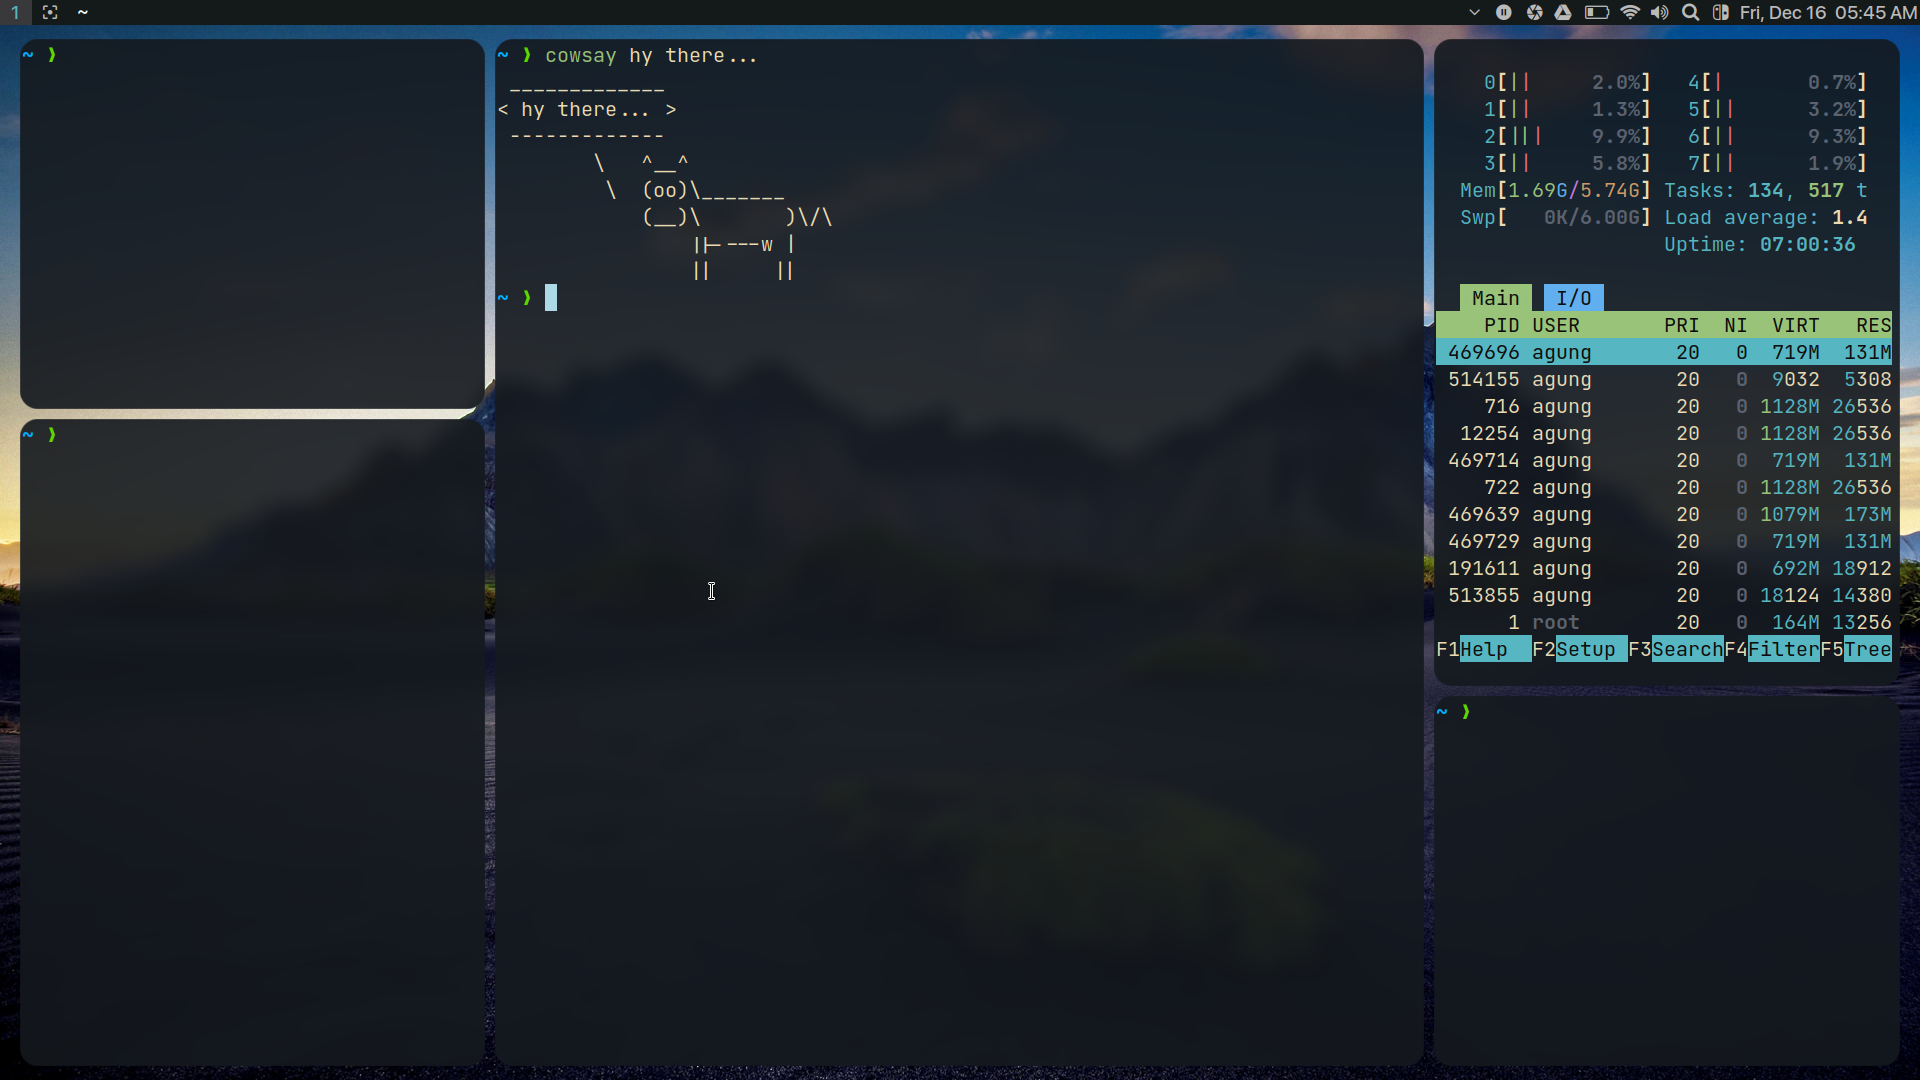 1 ~ Fri, Dec 16 05:45 AM
~ ❯
~ ❯
~ ❯ cowsay hy there...
 _____________
< hy there... >
 -------------
        \   ^__^
         \  (oo)\_______
            (__)\       )\/\
                ||----w |
                ||     ||
~ ❯
0[|| 2.0%] 4[| 0.7%]
1[|| 1.3%] 5[|| 3.2%]
2[||| 9.9%] 6[|| 9.3%]
3[|| 5.8%] 7[|| 1.9%]
Mem[1.69G/5.74G] Tasks: 134, 517 t
Swp[ 0K/6.00G] Load average: 1.4
Uptime: 07:00:36
Main I/O
PID USER PRI NI VIRT RES
469696 agung 20 0 719M 131M
514155 agung 20 0 9032 5308
716 agung 20 0 1128M 26536
12254 agung 20 0 1128M 26536
469714 agung 20 0 719M 131M
722 agung 20 0 1128M 26536
469639 agung 20 0 1079M 173M
469729 agung 20 0 719M 131M
191611 agung 20 0 692M 18912
513855 agung 20 0 18124 14380
1 root 20 0 164M 13256
F1Help F2Setup F3SearchF4FilterF5Tree
~ ❯